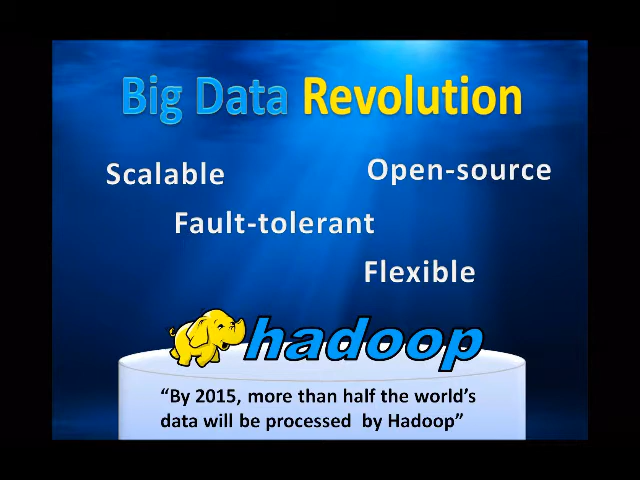 Big Data Revolution
Scalable
Open-source
Fault-tolerant
Flexible
hadoop
“By 2015, more than half the world’s
data will be processed by Hadoop”